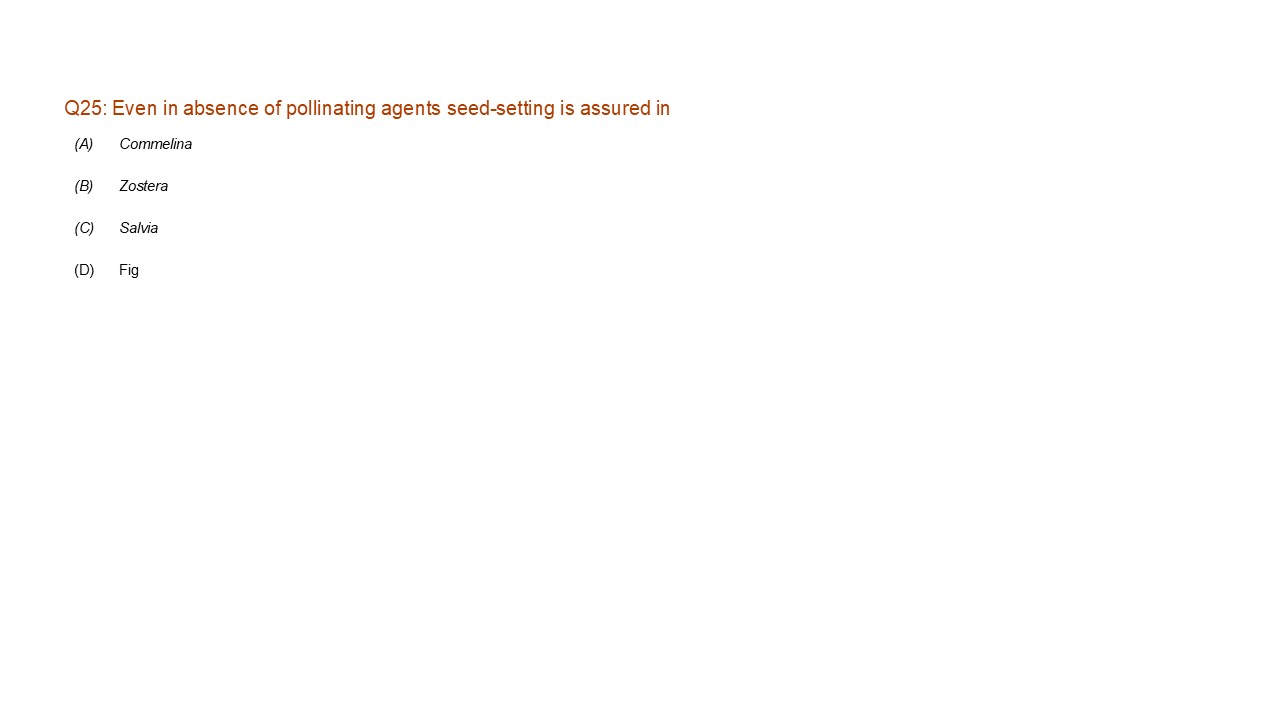 Q25: Even in absence of pollinating agents seed-setting is assured in
(A) Commelina
(B) Zostera
(C) Salvia
(D) Fig